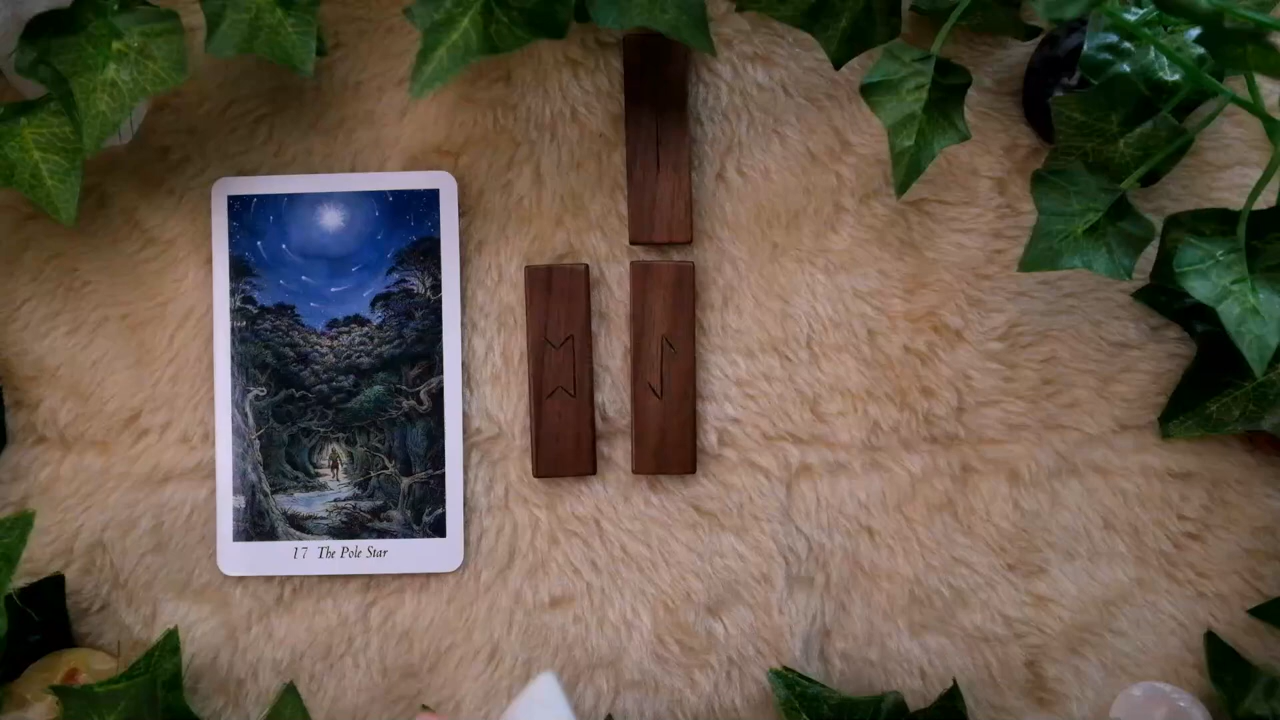 ᛁ
ᛈ ᛇ
17 The Pole Star